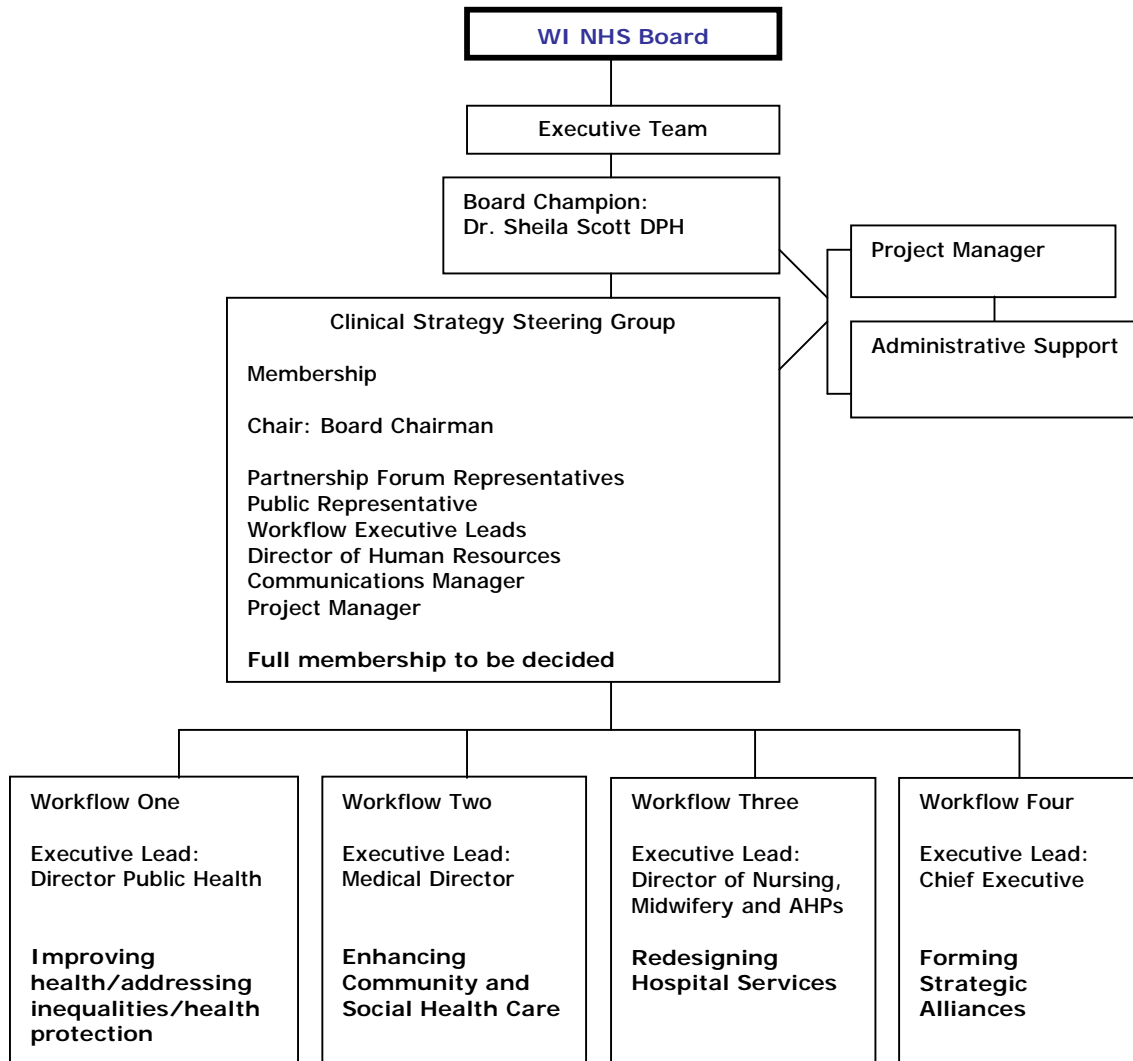 WI NHS Board
Executive Team
Board Champion:
Dr. Sheila Scott DPH
Project Manager
Administrative Support
Clinical Strategy Steering Group
Membership
Chair: Board Chairman
Partnership Forum Representatives
Public Representative
Workflow Executive Leads
Director of Human Resources
Communications Manager
Project Manager
Full membership to be decided
Workflow One
Executive Lead:
Director Public Health
Improving
health/addressing
inequalities/health
protection
Workflow Two
Executive Lead:
Medical Director
Enhancing
Community and
Social Health Care
Workflow Three
Executive Lead:
Director of Nursing,
Midwifery and AHPs
Redesigning
Hospital Services
Workflow Four
Executive Lead:
Chief Executive
Forming
Strategic
Alliances